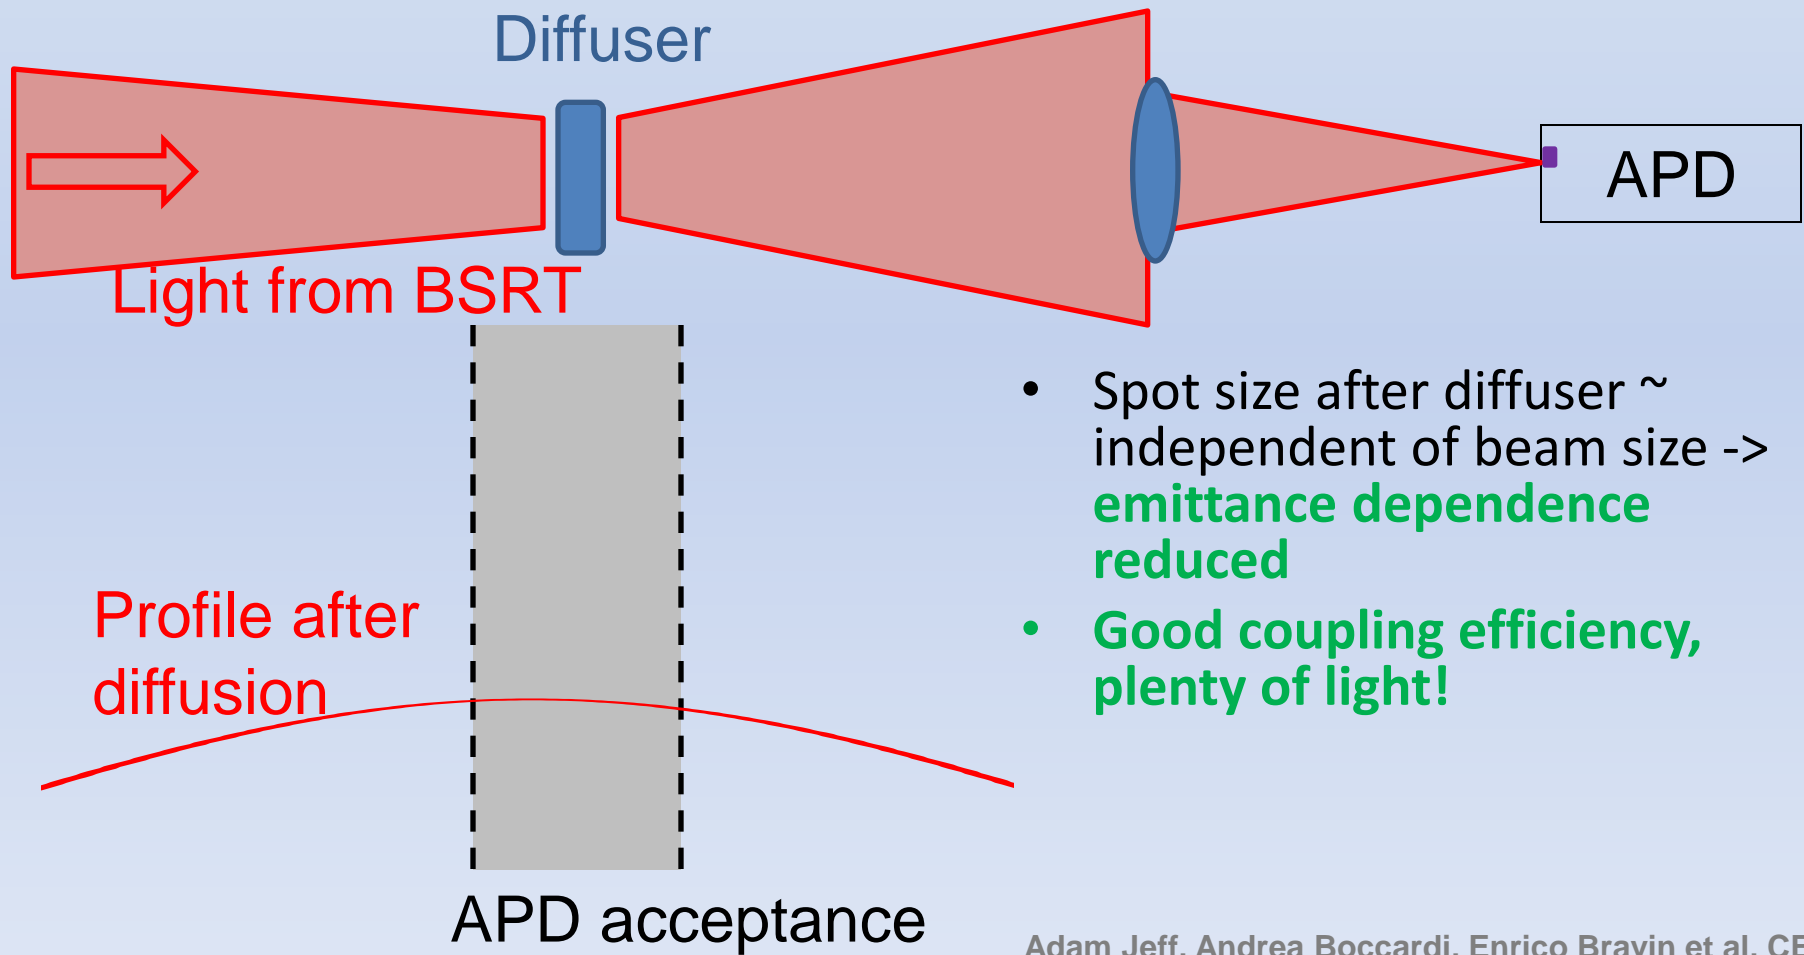 Diffuser
APD
Light from BSRT
• Spot size after diffuser ~
independent of beam size ->
emittance dependence
reduced
• Good coupling efficiency,
plenty of light!
Profile after
diffusion
APD acceptance
Adam Jeff, Andrea Boccardi, Enrico Bravin et al, CE